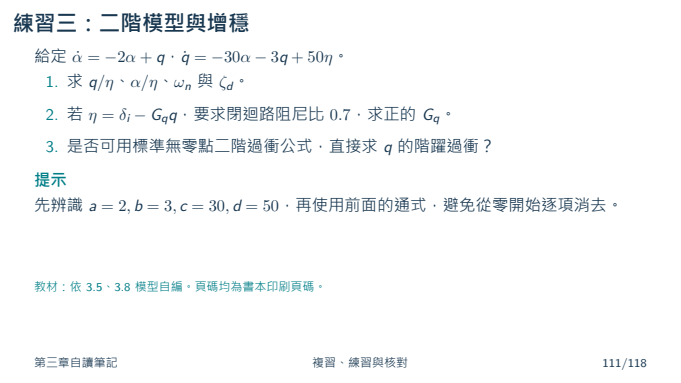 練習三：二階模型與增穩
給定 α̇ = −2α + q，q̇ = −30α − 3q + 50η。
1. 求 q/η、α/η、ωₙ 與 ζ_d。
2. 若 η = δᵢ − G_q q，要求閉迴路阻尼比 0.7，求正的 G_q。
3. 是否可用標準無零點二階過衝公式，直接求 q 的階躍過衝？
提示
先辨識 a = 2, b = 3, c = 30, d = 50，再使用前面的通式，避免從零開始逐項消去。
教材：依 3.5、3.8 模型自編。頁碼均為書本印刷頁碼。
第三章自讀筆記 複習、練習與核對 111/118